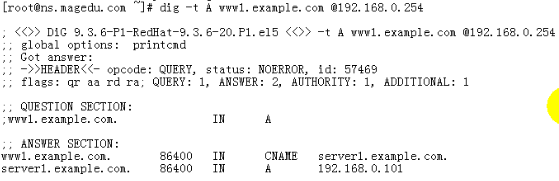 [root@ns.magedu.com ~]# dig -t A www1.example.com @192.168.0.254
; <<>> DiG 9.3.6-P1-RedHat-9.3.6-20.P1.el5 <<>> -t A www1.example.com @192.168.0.254
;; global options:  printcmd
;; Got answer:
;; ->>HEADER<<- opcode: QUERY, status: NOERROR, id: 57469
;; flags: qr aa rd ra; QUERY: 1, ANSWER: 2, AUTHORITY: 1, ADDITIONAL: 1
;; QUESTION SECTION:
;www1.example.com. IN A
;; ANSWER SECTION:
www1.example.com. 86400 IN CNAME server1.example.com.
server1.example.com. 86400 IN A 192.168.0.101